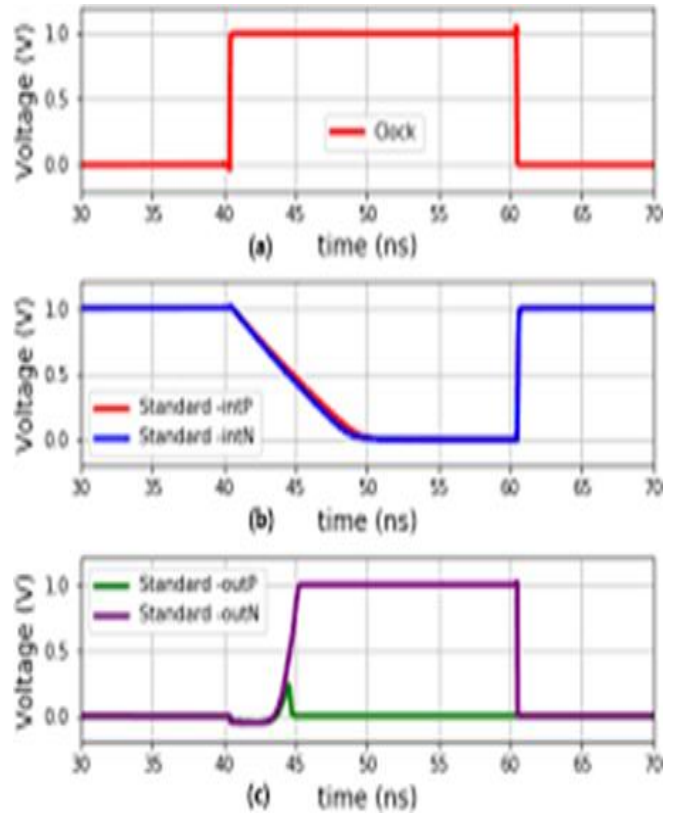 Voltage (V)
1.0
0.5
0.0
Clock
30 35 40 45 50 55 60 65 70
(a) time (ns)
Voltage (V)
1.0
0.5
0.0
Standard -intP
Standard -intN
30 35 40 45 50 55 60 65 70
(b) time (ns)
Voltage (V)
1.0
0.5
0.0
Standard -outP
Standard -outN
30 35 40 45 50 55 60 65 70
(c) time (ns)